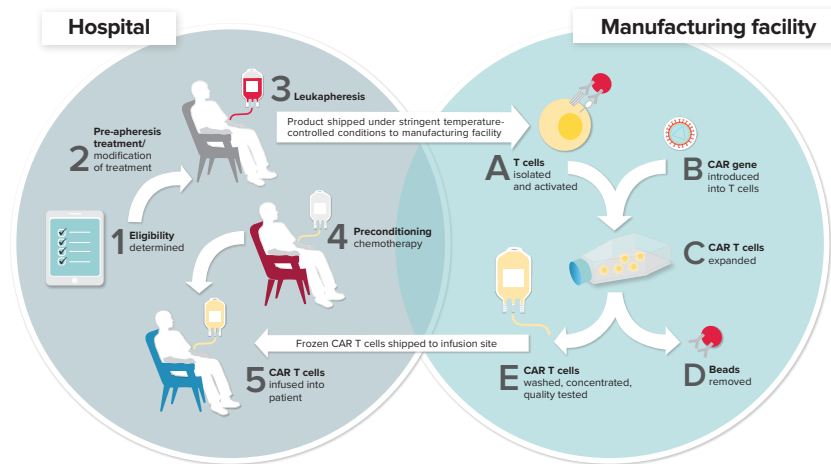 Hospital
Manufacturing facility
3 Leukapheresis
Product shipped under stringent temperature-
controlled conditions to manufacturing facility
2 Pre-apheresis
treatment/
modification
of treatment
1 Eligibility
determined
4 Preconditioning
chemotherapy
5 CAR T cells
infused into
patient
A T cells
isolated
and activated
B CAR gene
introduced
into T cells
C CAR T cells
expanded
D Beads
removed
E CAR T cells
washed, concentrated,
quality tested
Frozen CAR T cells shipped to infusion site